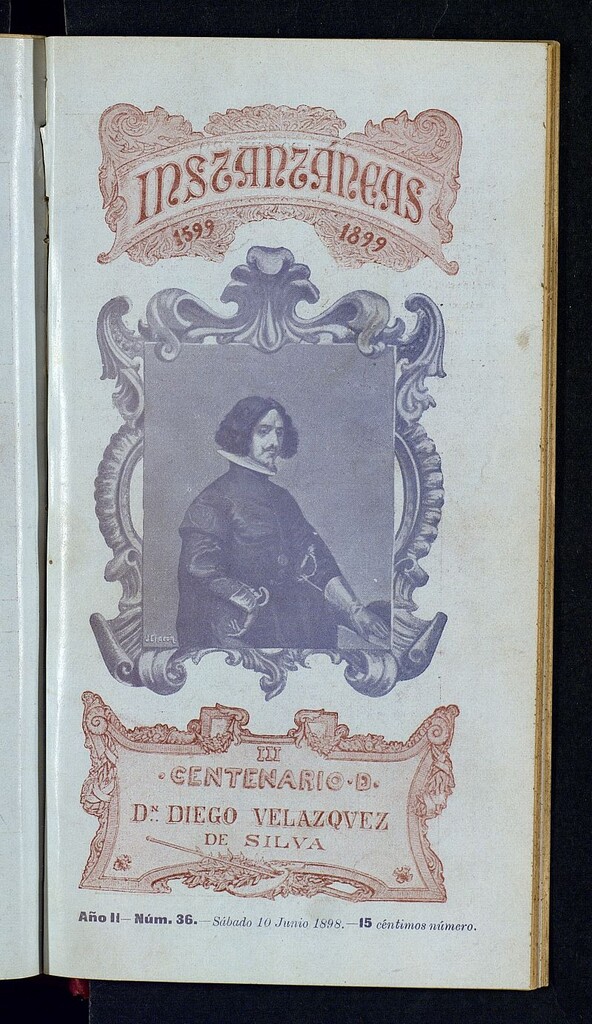 INSTANTÁNEAS
1599 1899
III
·CENTENARIO·D.
Dn. DIEGO VELAZQVEZ
DE SILVA
Año II—Núm. 36.—Sábado 10 Junio 1898.—15 céntimos número.